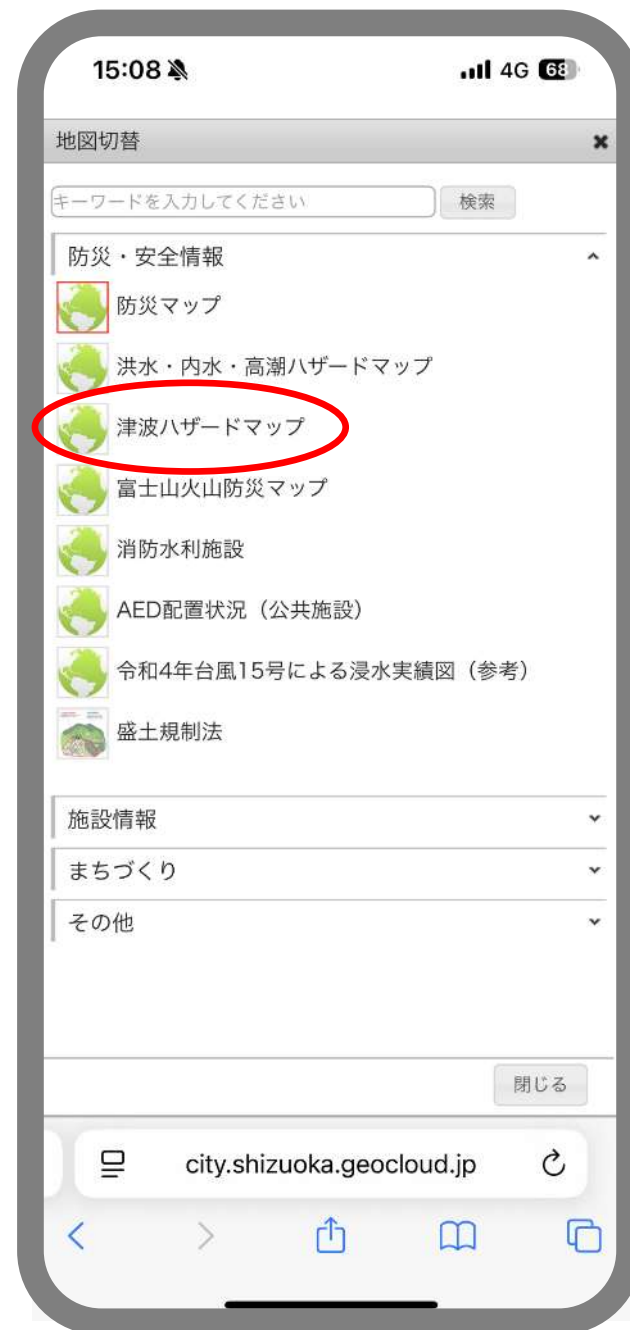 15:08 4G 68
地図切替
キーワードを入力してください 検索
防災・安全情報
防災マップ
洪水・内水・高潮ハザードマップ
津波ハザードマップ
富士山火山防災マップ
消防水利施設
AED配置状況（公共施設）
令和4年台風15号による浸水実績図（参考）
盛土規制法
施設情報
まちづくり
その他
閉じる
city.shizuoka.geocloud.jp